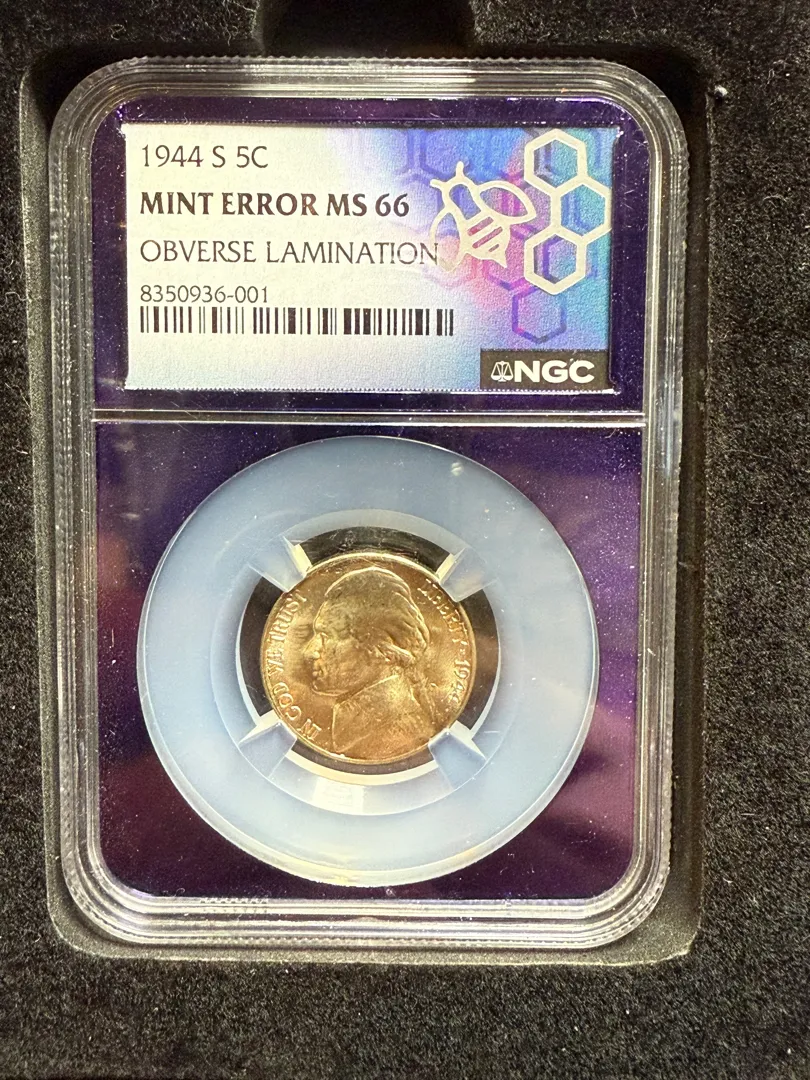 1944 S 5C
MINT ERROR MS 66
OBVERSE LAMINATION
8350936-001
NGC
IN GOD WE TRUST
LIBERTY